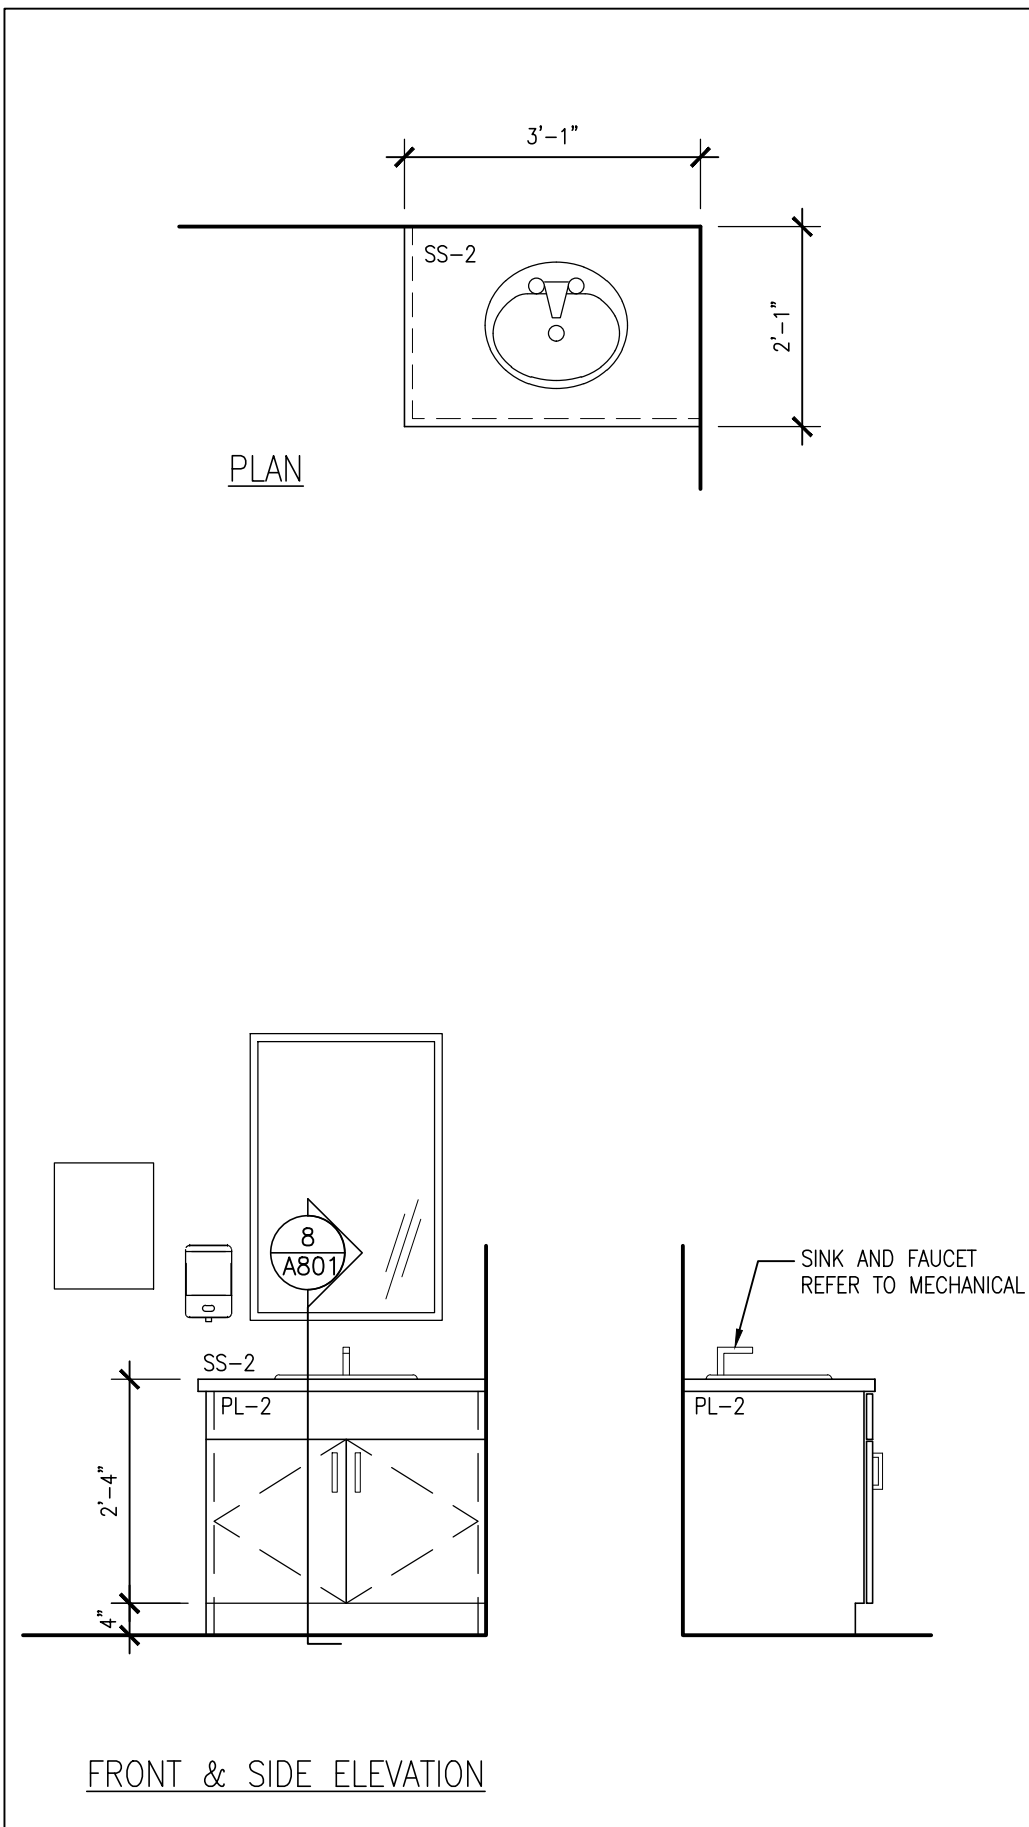 3'-1"
SS-2
2'-1"
PLAN
8
A801
SINK AND FAUCET
REFER TO MECHANICAL
SS-2
PL-2
PL-2
2'-4"
4"
FRONT & SIDE ELEVATION